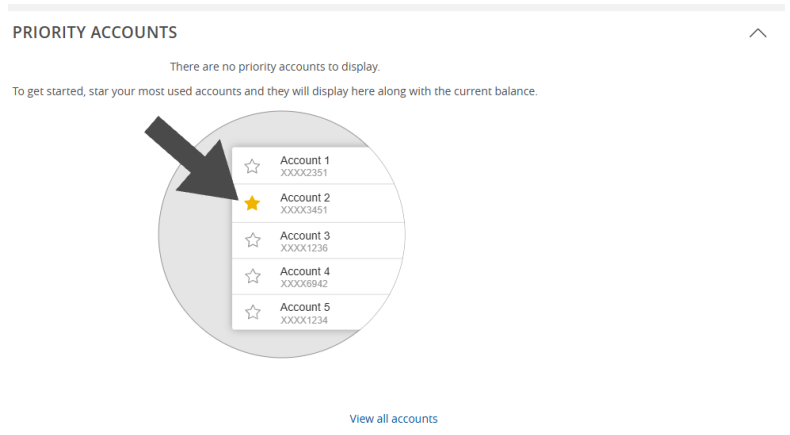 PRIORITY ACCOUNTS
There are no priority accounts to display.
To get started, star your most used accounts and they will display here along with the current balance.
Account 1
XXXX2351
Account 2
XXXX3451
Account 3
XXXX1236
Account 4
XXXX6942
Account 5
XXXX1234
View all accounts